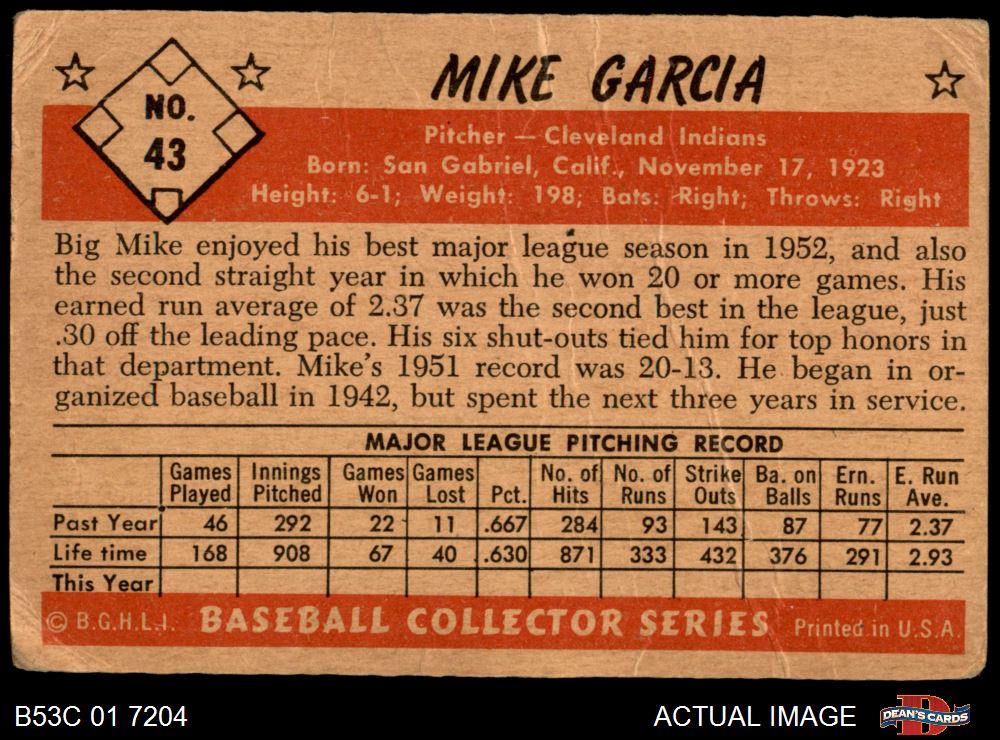 NO.
43
MIKE GARCIA
Pitcher — Cleveland Indians
Born: San Gabriel, Calif., November 17, 1923
Height: 6-1; Weight: 198; Bats: Right; Throws: Right
Big Mike enjoyed his best major league season in 1952, and also
the second straight year in which he won 20 or more games. His
earned run average of 2.37 was the second best in the league, just
.30 off the leading pace. His six shut-outs tied him for top honors in
that department. Mike's 1951 record was 20-13. He began in or-
ganized baseball in 1942, but spent the next three years in service.
MAJOR LEAGUE PITCHING RECORD
Games Innings Games Games No. of No. of Strike Ba. on Ern. E. Run
Played Pitched Won Lost Pct. Hits Runs Outs Balls Runs Ave.
Past Year 46 292 22 11 .667 284 93 143 87 77 2.37
Life time 168 908 67 40 .630 871 333 432 376 291 2.93
This Year
© B.G.H.L.I. BASEBALL COLLECTOR SERIES Printed in U.S.A.
B53C 01 7204 ACTUAL IMAGE DEAN'S CARDS